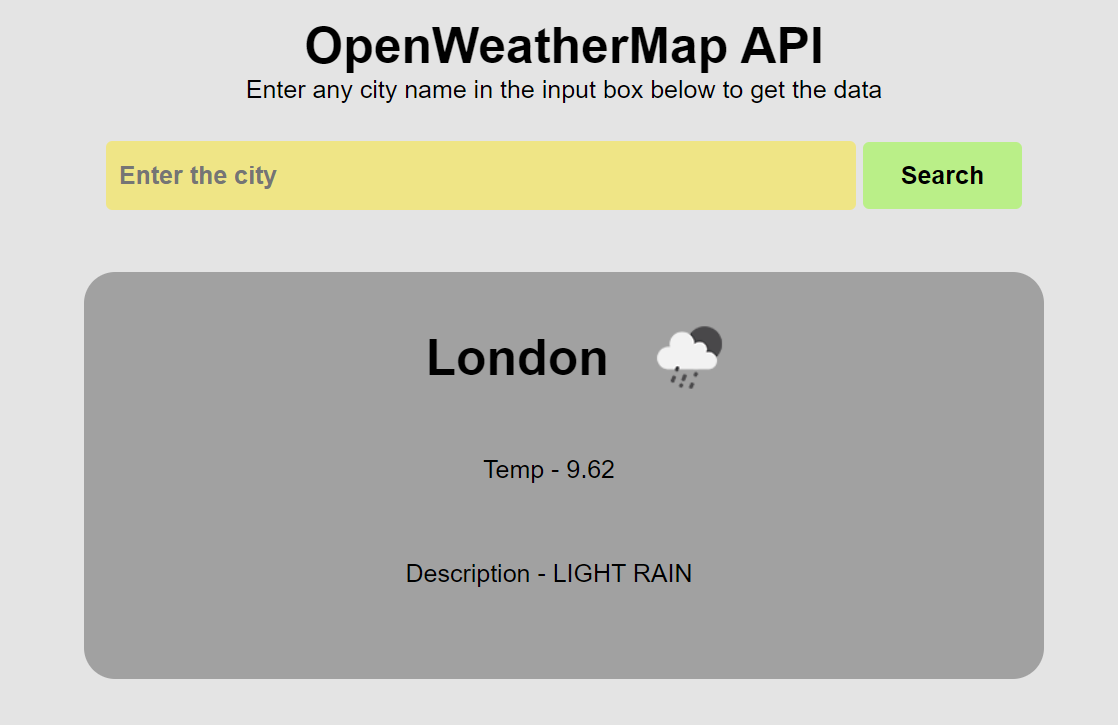 OpenWeatherMap API
Enter any city name in the input box below to get the data
Enter the city
Search
London
Temp - 9.62
Description - LIGHT RAIN